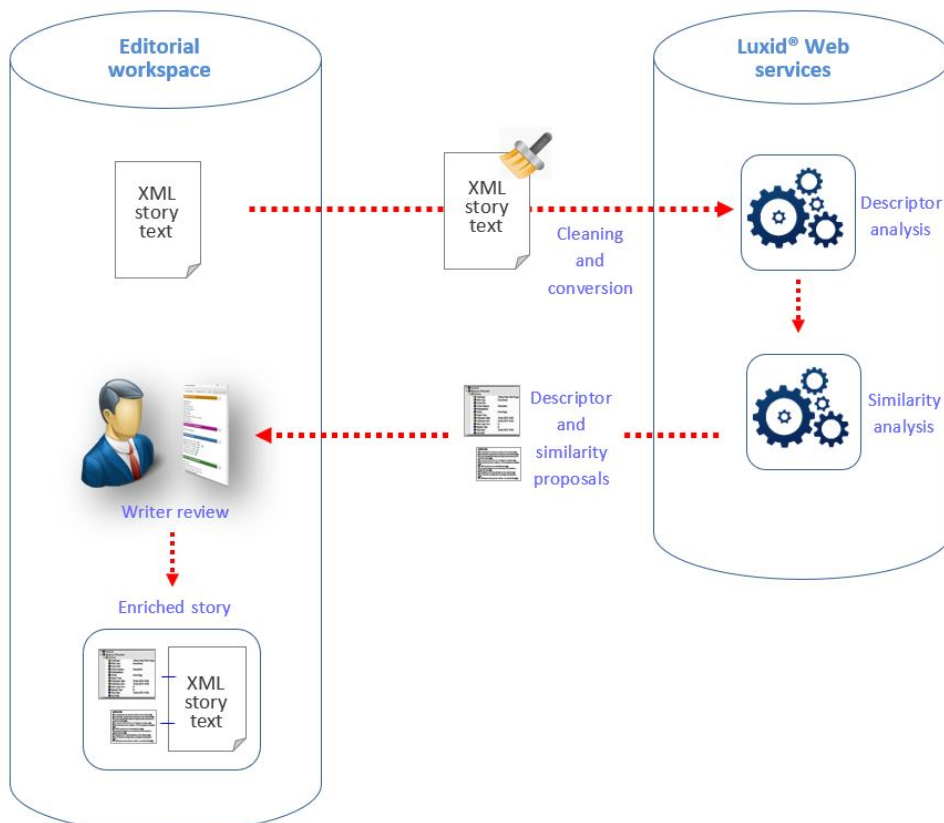 Editorial
workspace
Luxid® Web
services
XML
story
text
XML
story
text
Cleaning
and
conversion
Descriptor
analysis
Similarity
analysis
Descriptor
and
similarity
proposals
Writer review
Enriched story
XML
story
text